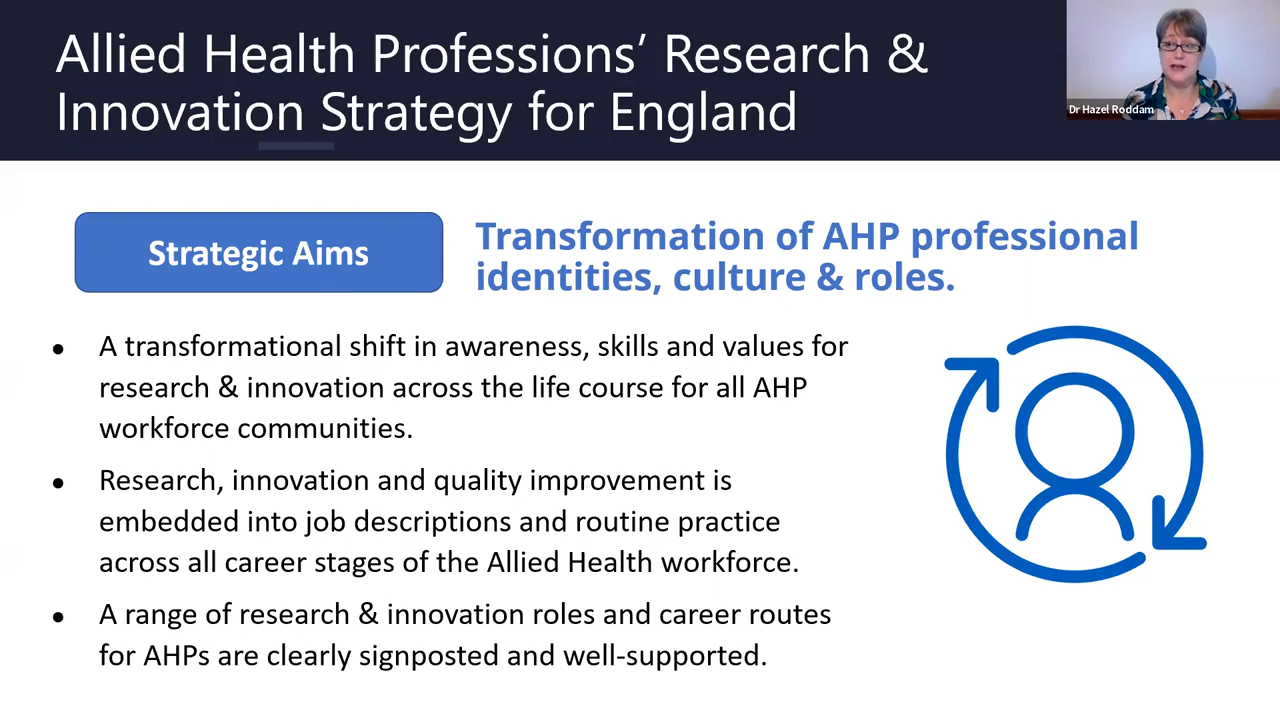 Allied Health Professions’ Research &
Innovation Strategy for England
Dr Hazel Roddam
Strategic Aims
Transformation of AHP professional
identities, culture & roles.
• A transformational shift in awareness, skills and values for
research & innovation across the life course for all AHP
workforce communities.
• Research, innovation and quality improvement is
embedded into job descriptions and routine practice
across all career stages of the Allied Health workforce.
• A range of research & innovation roles and career routes
for AHPs are clearly signposted and well-supported.